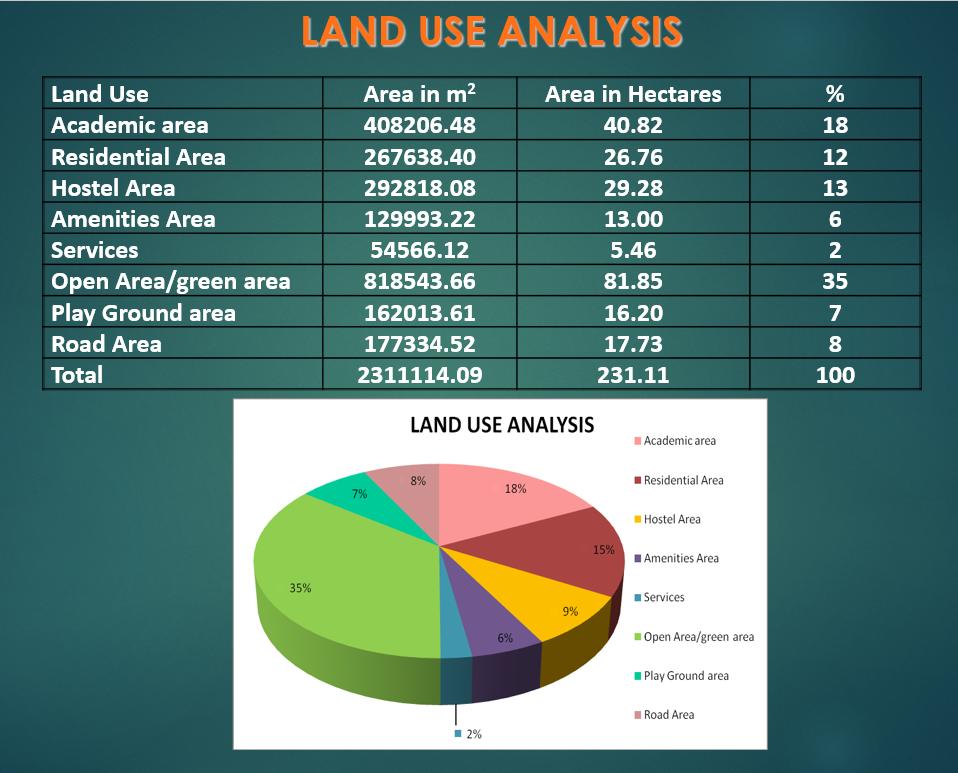 LAND USE ANALYSIS
Land Use Area in m² Area in Hectares %
Academic area 408206.48 40.82 18
Residential Area 267638.40 26.76 12
Hostel Area 292818.08 29.28 13
Amenities Area 129993.22 13.00 6
Services 54566.12 5.46 2
Open Area/green area 818543.66 81.85 35
Play Ground area 162013.61 16.20 7
Road Area 177334.52 17.73 8
Total 2311114.09 231.11 100
LAND USE ANALYSIS
8% 18%
7%
15%
35%
9%
6%
2%
Academic area
Residential Area
Hostel Area
Amenities Area
Services
Open Area/green area
Play Ground area
Road Area